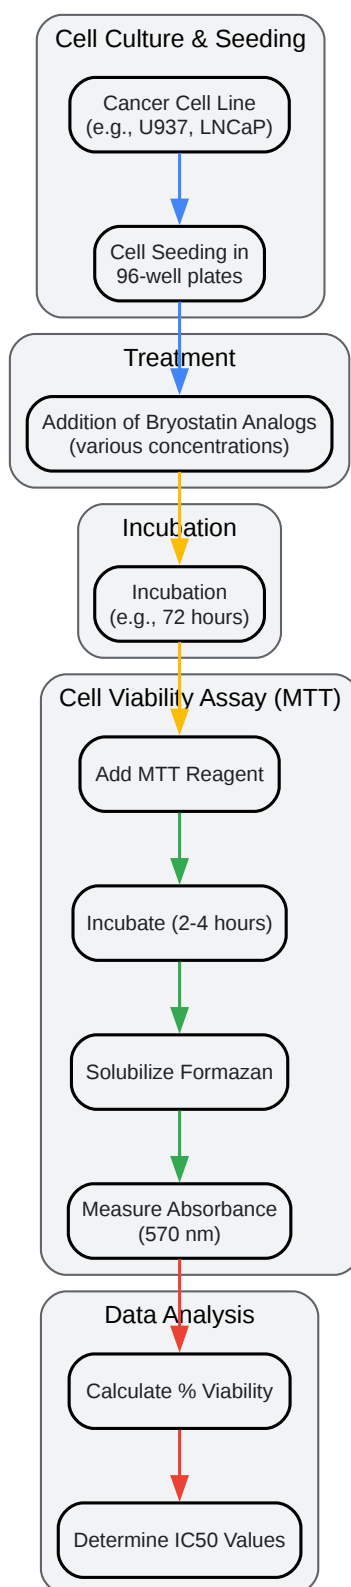 Cell Culture & Seeding
Cancer Cell Line
(e.g., U937, LNCaP)
Cell Seeding in
96-well plates
Treatment
Addition of Bryostatin Analogs
(various concentrations)
Incubation
Incubation
(e.g., 72 hours)
Cell Viability Assay (MTT)
Add MTT Reagent
Incubate (2-4 hours)
Solubilize Formazan
Measure Absorbance
(570 nm)
Data Analysis
Calculate % Viability
Determine IC50 Values